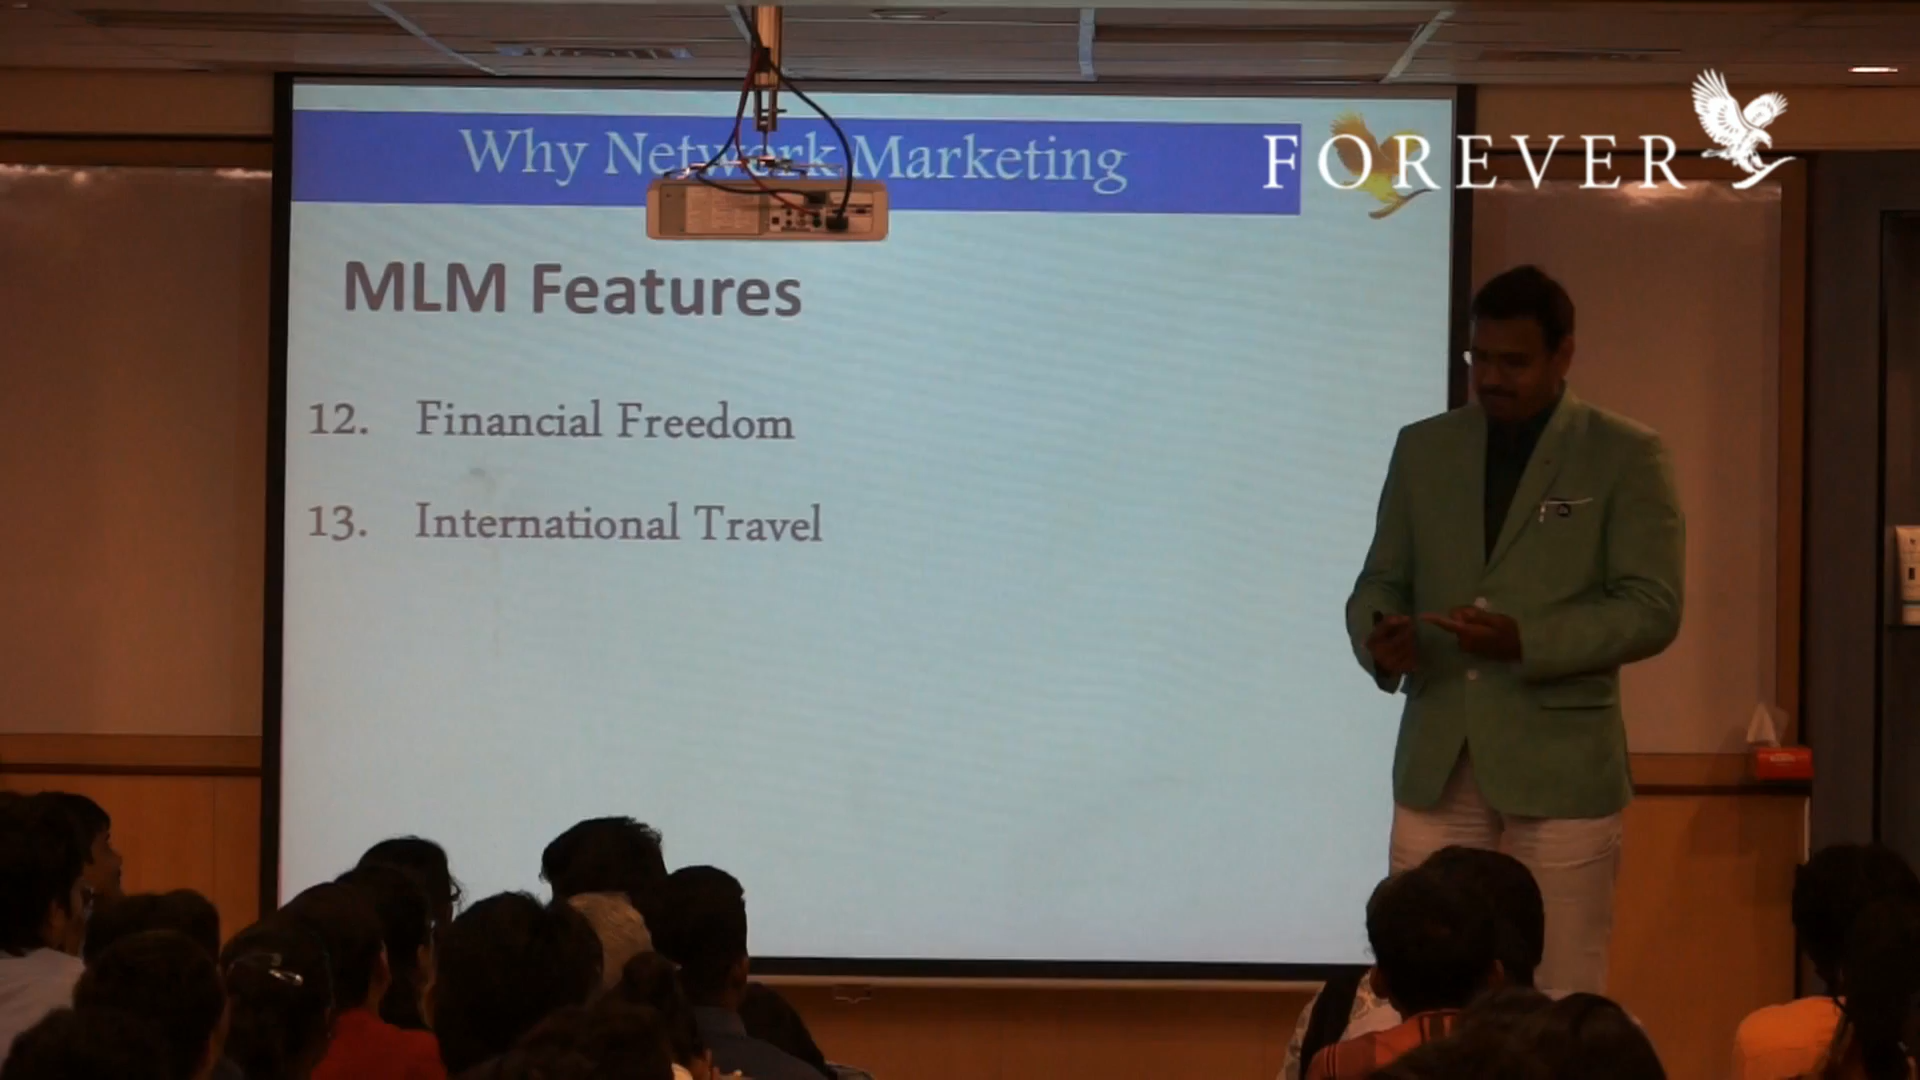 Why Network Marketing
FOREVER
MLM Features
12. Financial Freedom
13. International Travel